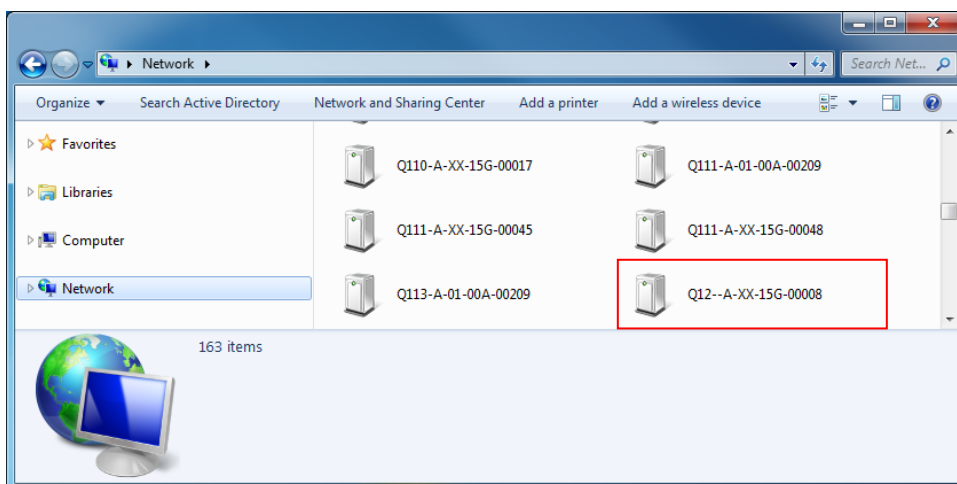 Network
Search Net...
Organize Search Active Directory Network and Sharing Center Add a printer Add a wireless device
Favorites
Libraries
Computer
Network
Q110-A-XX-15G-00017 Q111-A-01-00A-00209
Q111-A-XX-15G-00045 Q111-A-XX-15G-00048
Q113-A-01-00A-00209 Q12--A-XX-15G-00008
163 items